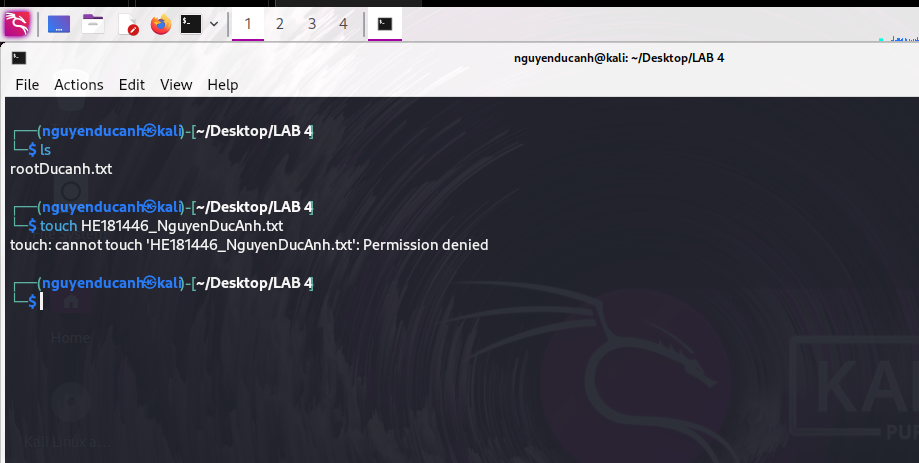 1 2 3 4
nguyenducanh@kali: ~/Desktop/LAB 4
File Actions Edit View Help
┌──(nguyenducanh㉿kali)-[~/Desktop/LAB 4]
└─$ ls
rootDucanh.txt
┌──(nguyenducanh㉿kali)-[~/Desktop/LAB 4]
└─$ touch HE181446_NguyenDucAnh.txt
touch: cannot touch 'HE181446_NguyenDucAnh.txt': Permission denied
┌──(nguyenducanh㉿kali)-[~/Desktop/LAB 4]
└─$
Home
KAL
PUR
Kali Linux a...